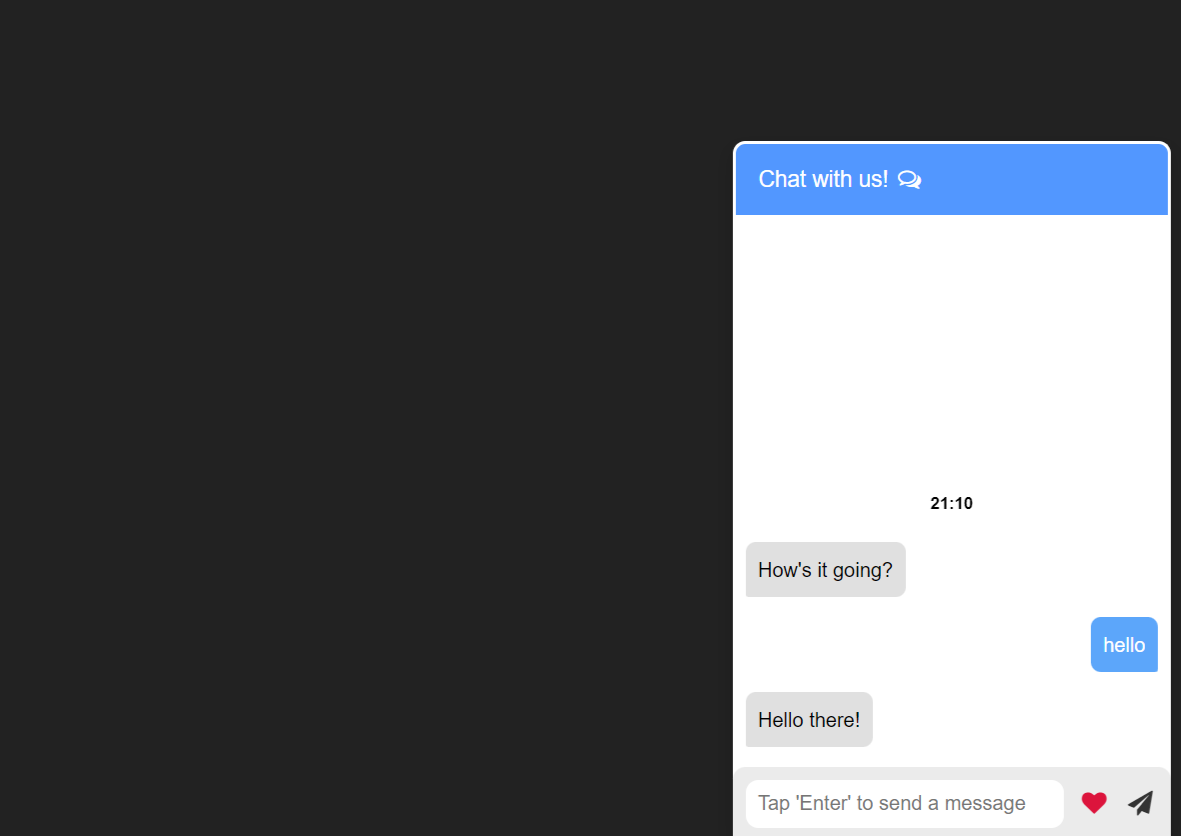 Chat with us!
21:10
How's it going?
hello
Hello there!
Tap 'Enter' to send a message